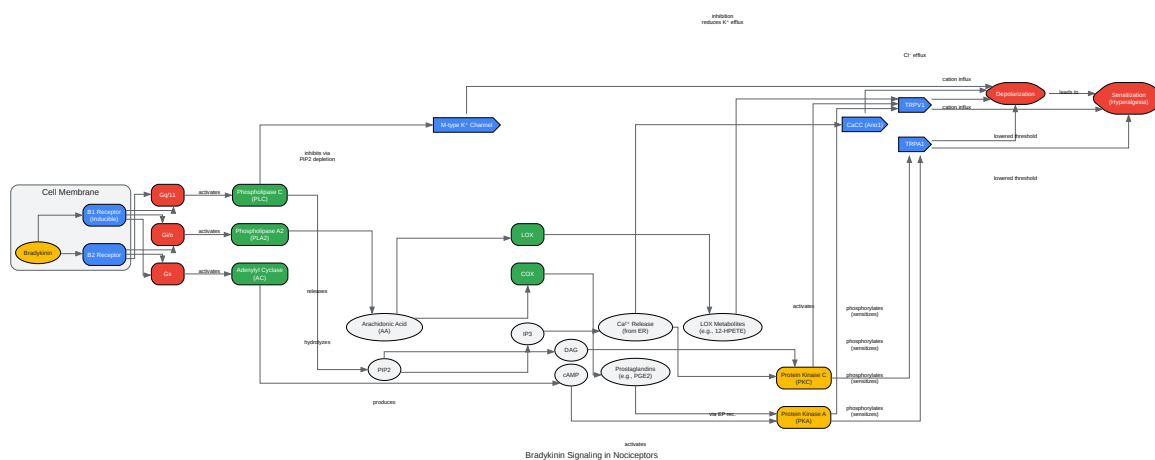 inhibition
reduces K⁺ efflux
Cl⁻ efflux
cation influx
Depolarization
leads to
Sensitization
(Hyperalgesia)
TRPV1
cation influx
M-type K⁺ Channel
CaCC (Ano1)
lowered threshold
TRPA1
inhibits via
PIP2 depletion
lowered threshold
Cell Membrane
B1 Receptor
(Inducible)
Bradykinin
B2 Receptor
Gq/11
activates
Phospholipase C
(PLC)
Gi/o
activates
Phospholipase A2
(PLA2)
Gs
activates
Adenylyl Cyclase
(AC)
LOX
COX
releases
activates
phosphorylates
(sensitizes)
Arachidonic Acid
(AA)
IP3
Ca²⁺ Release
(from ER)
LOX Metabolites
(e.g., 12-HPETE)
hydrolyzes
phosphorylates
(sensitizes)
DAG
PIP2
cAMP
Prostaglandins
(e.g., PGE2)
Protein Kinase C
(PKC)
phosphorylates
(sensitizes)
produces
via EP rec.
Protein Kinase A
(PKA)
phosphorylates
(sensitizes)
activates
Bradykinin Signaling in Nociceptors